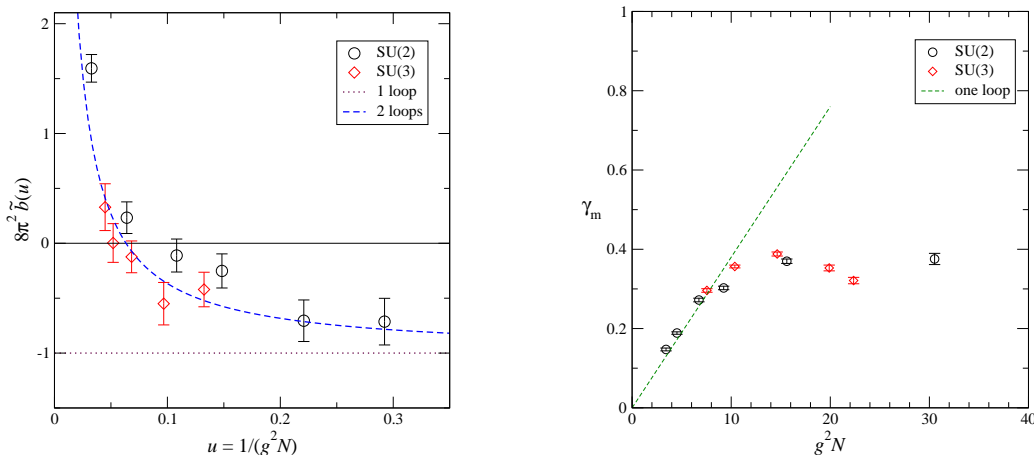 2
1
0
-1
8π² b̃(u)
0
0.1
0.2
0.3
u = 1/(g²N)
SU(2)
SU(3)
1 loop
2 loops
1
0.8
0.6
0.4
0.2
0
γm
0
10
20
30
40
g²N
SU(2)
SU(3)
one loop